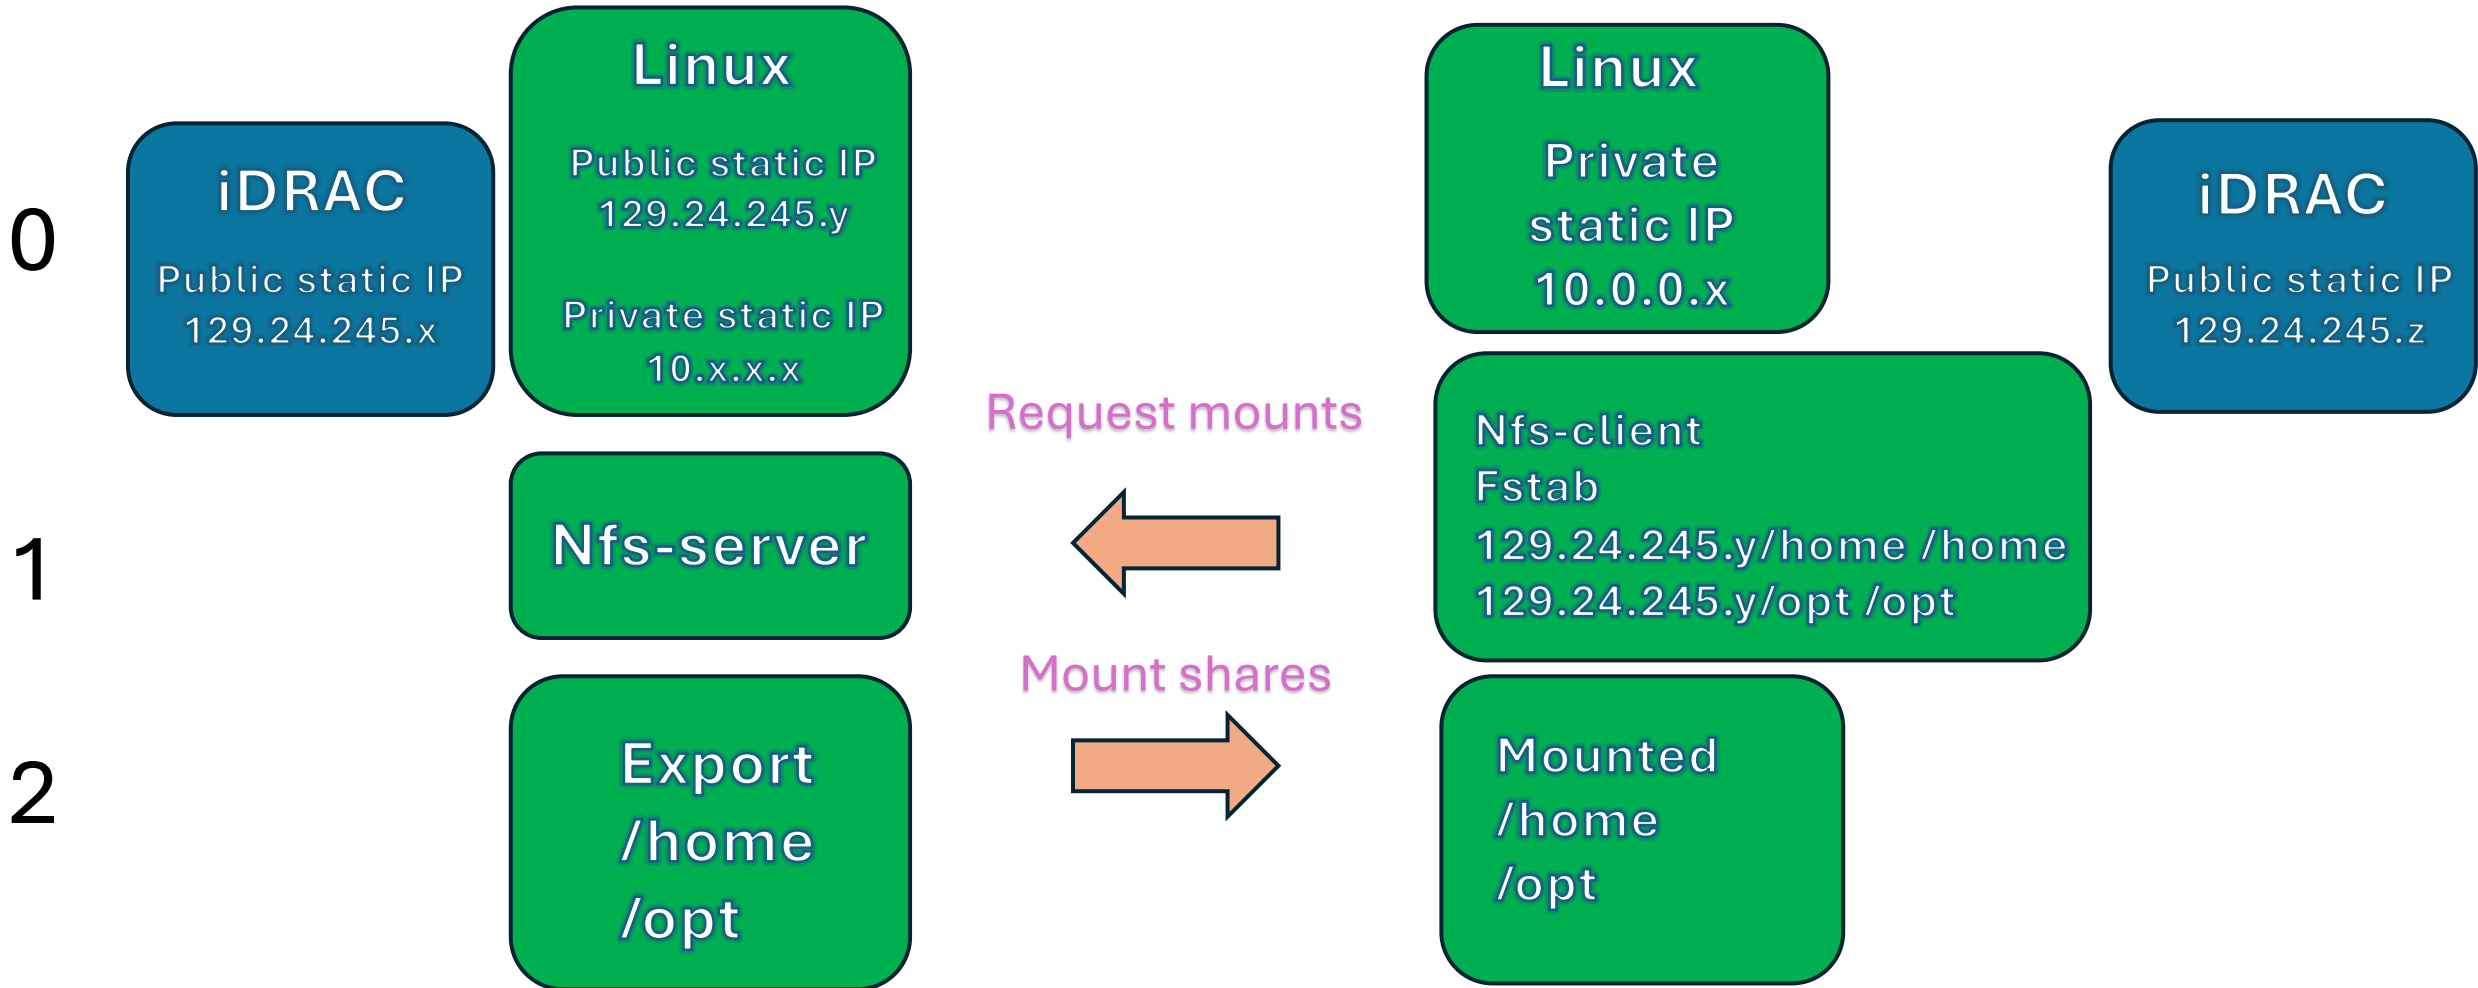 0
iDRAC
Public static IP
129.24.245.x
Linux
Public static IP
129.24.245.y
Private static IP
10.x.x.x
Linux
Private
static IP
10.0.0.x
iDRAC
Public static IP
129.24.245.z
1
Nfs-server
Request mounts
Nfs-client
Fstab
129.24.245.y/home /home
129.24.245.y/opt /opt
2
Export
/home
/opt
Mount shares
Mounted
/home
/opt